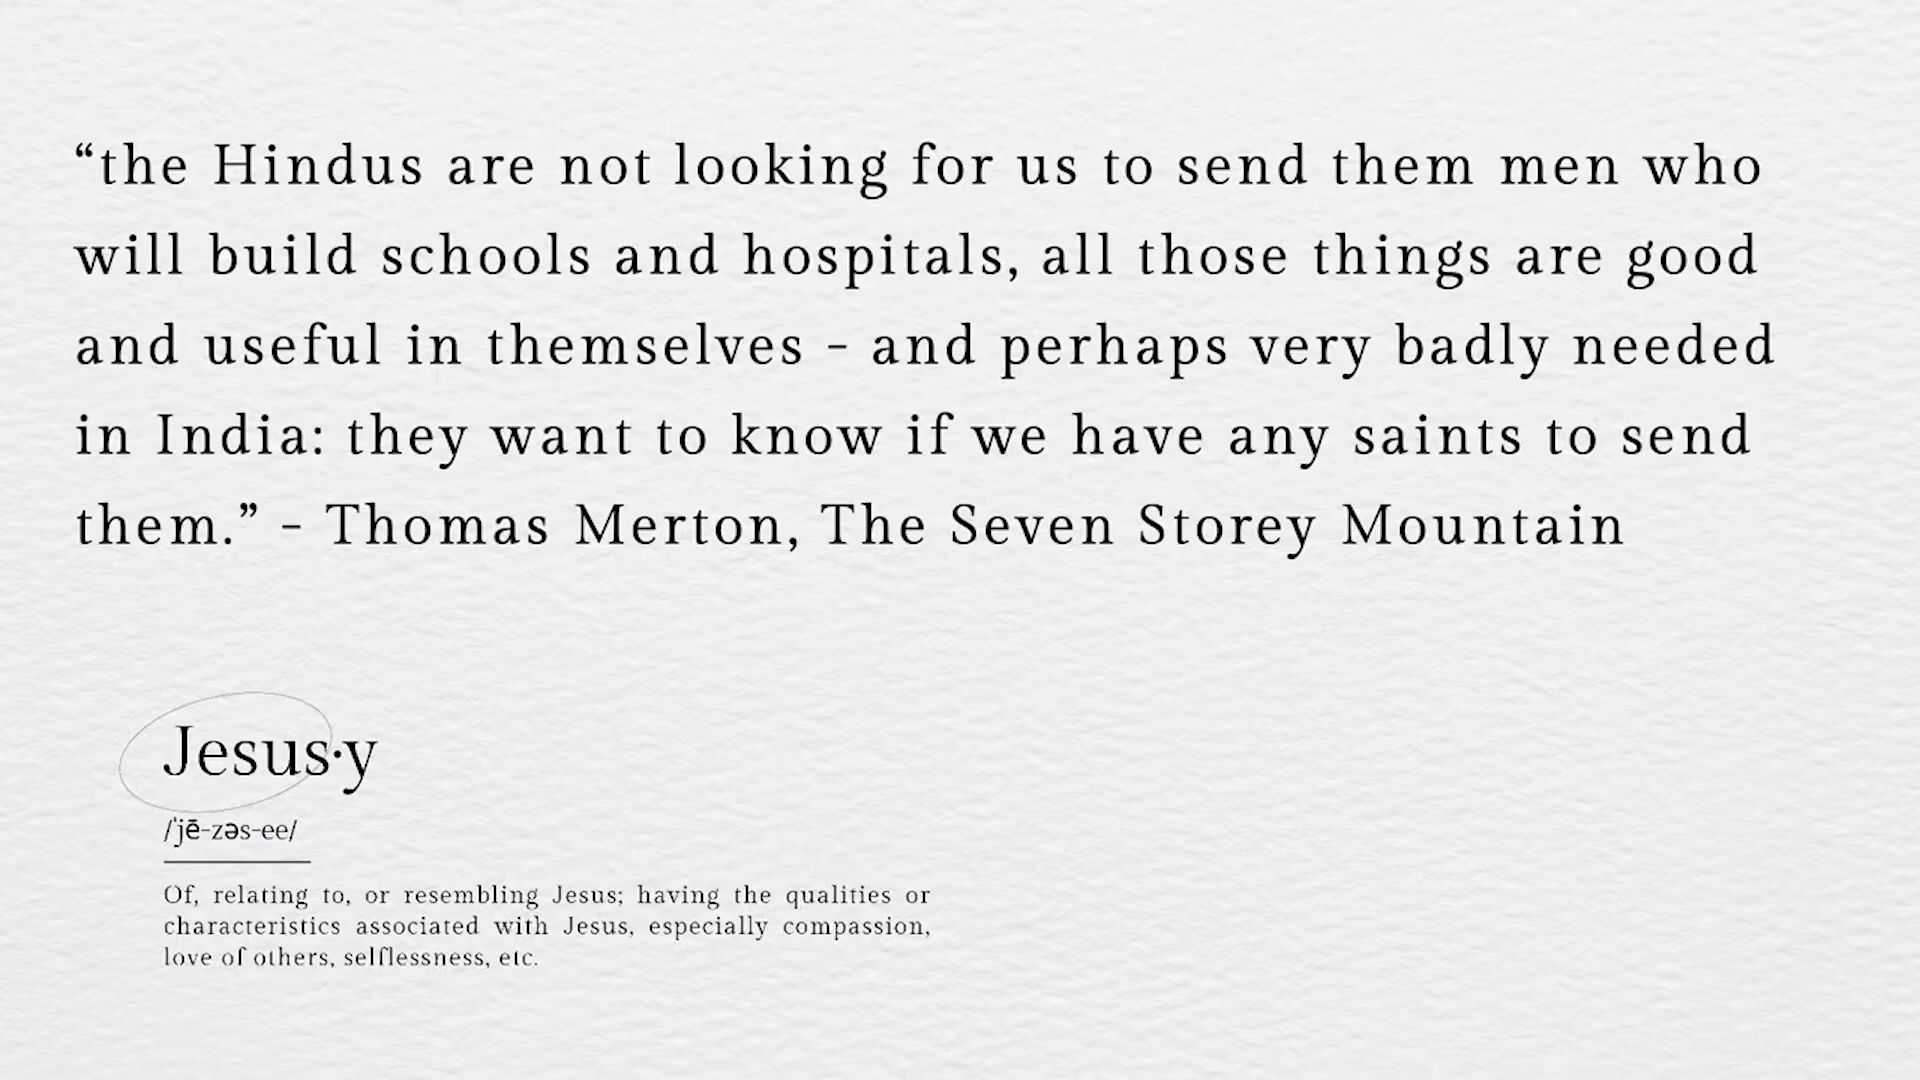 “the Hindus are not looking for us to send them men who
will build schools and hospitals, all those things are good
and useful in themselves - and perhaps very badly needed
in India: they want to know if we have any saints to send
them.” - Thomas Merton, The Seven Storey Mountain
Jesus·y
/ˈjē-zəs-ee/
Of, relating to, or resembling Jesus; having the qualities or
characteristics associated with Jesus, especially compassion,
love of others, selflessness, etc.